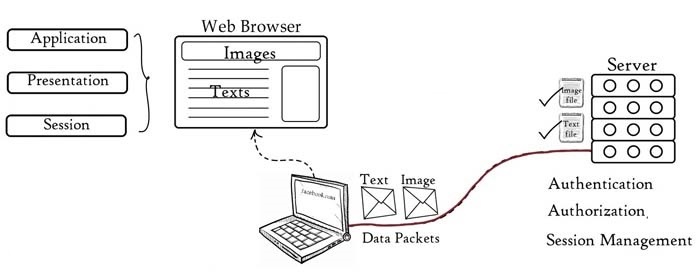 Application
Presentation
Session
Web Browser
Images
Texts
facebook.com
Text Image
Data Packets
Server
Image
file
Text
file
Authentication
Authorization
Session Management